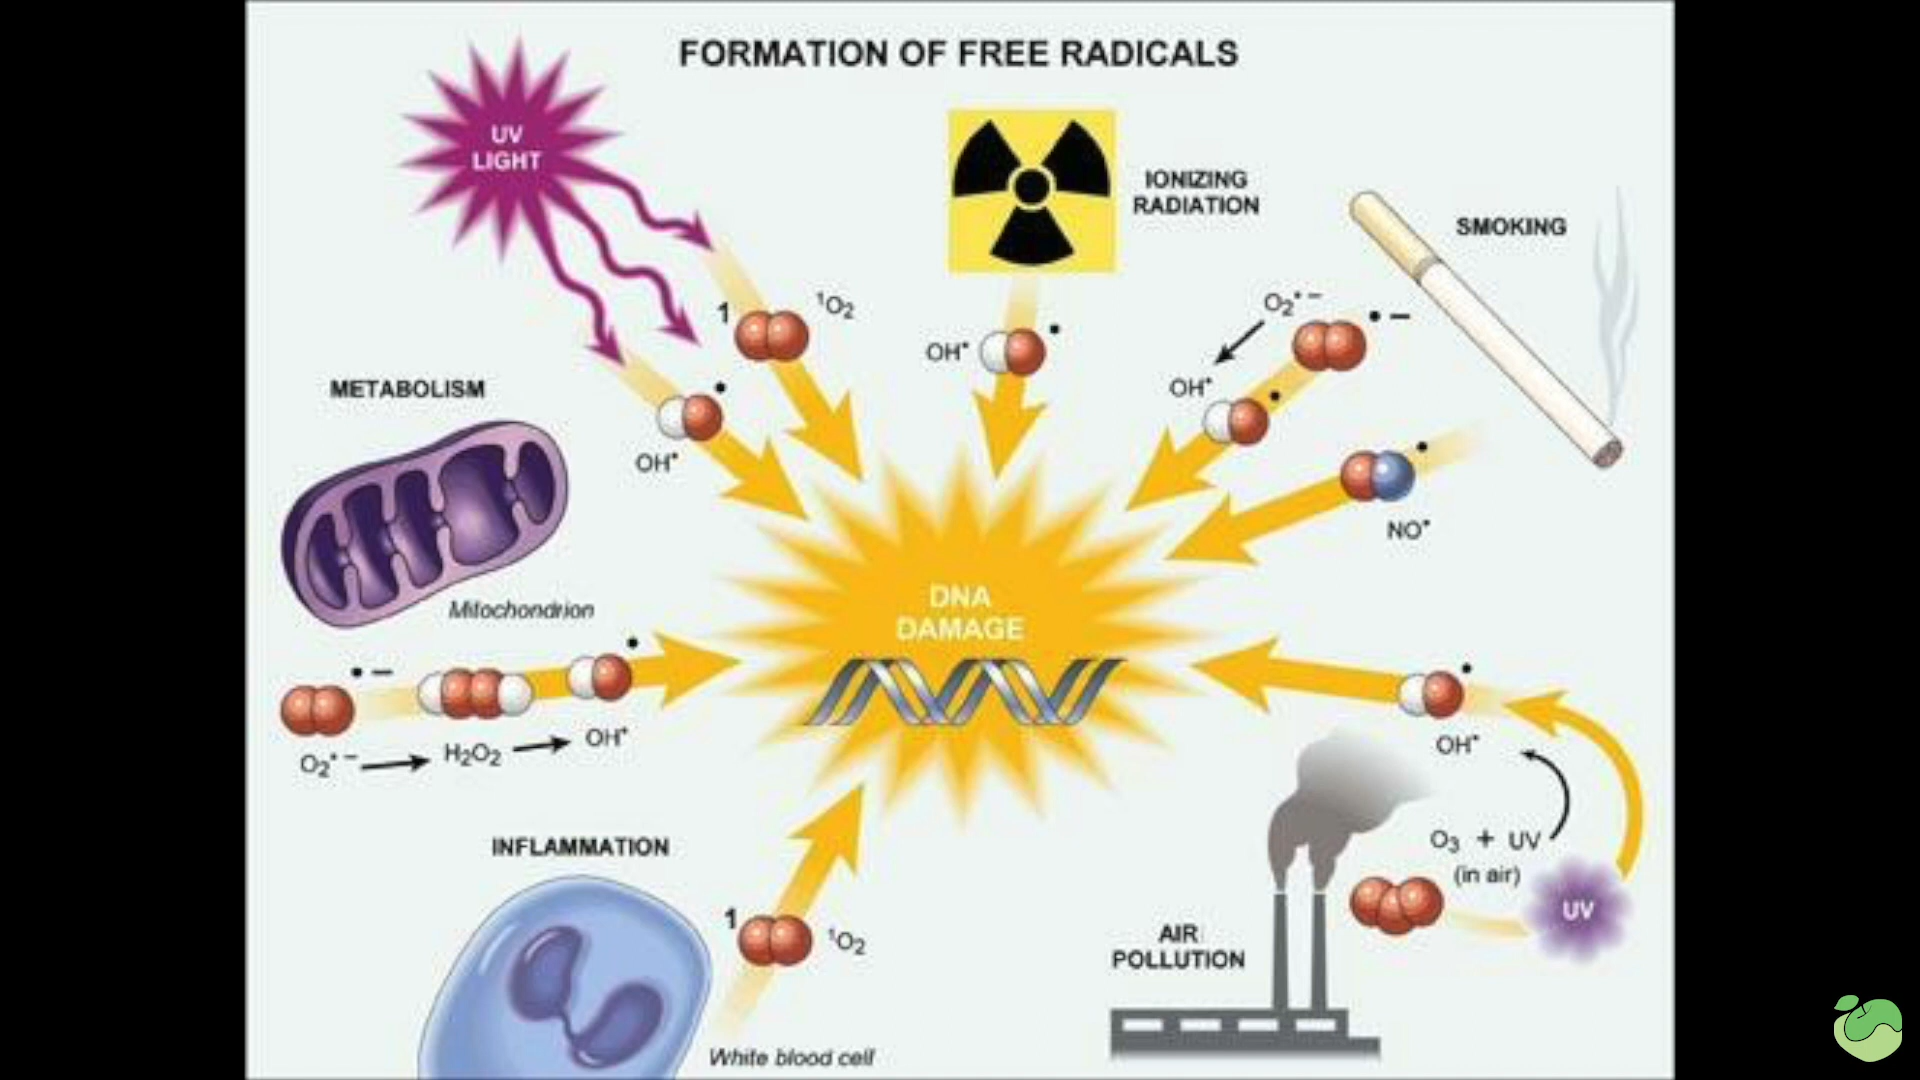 FORMATION OF FREE RADICALS
UV
LIGHT
IONIZING
RADIATION
SMOKING
1
¹O₂
OH•
OH•
O₂•−
OH•
• −
NO•
METABOLISM
Mitochondrion
• −
O₂•−
H₂O₂
OH•
DNA
DAMAGE
OH•
O₃ + UV
(in air)
UV
AIR
POLLUTION
INFLAMMATION
1
¹O₂
White blood cell